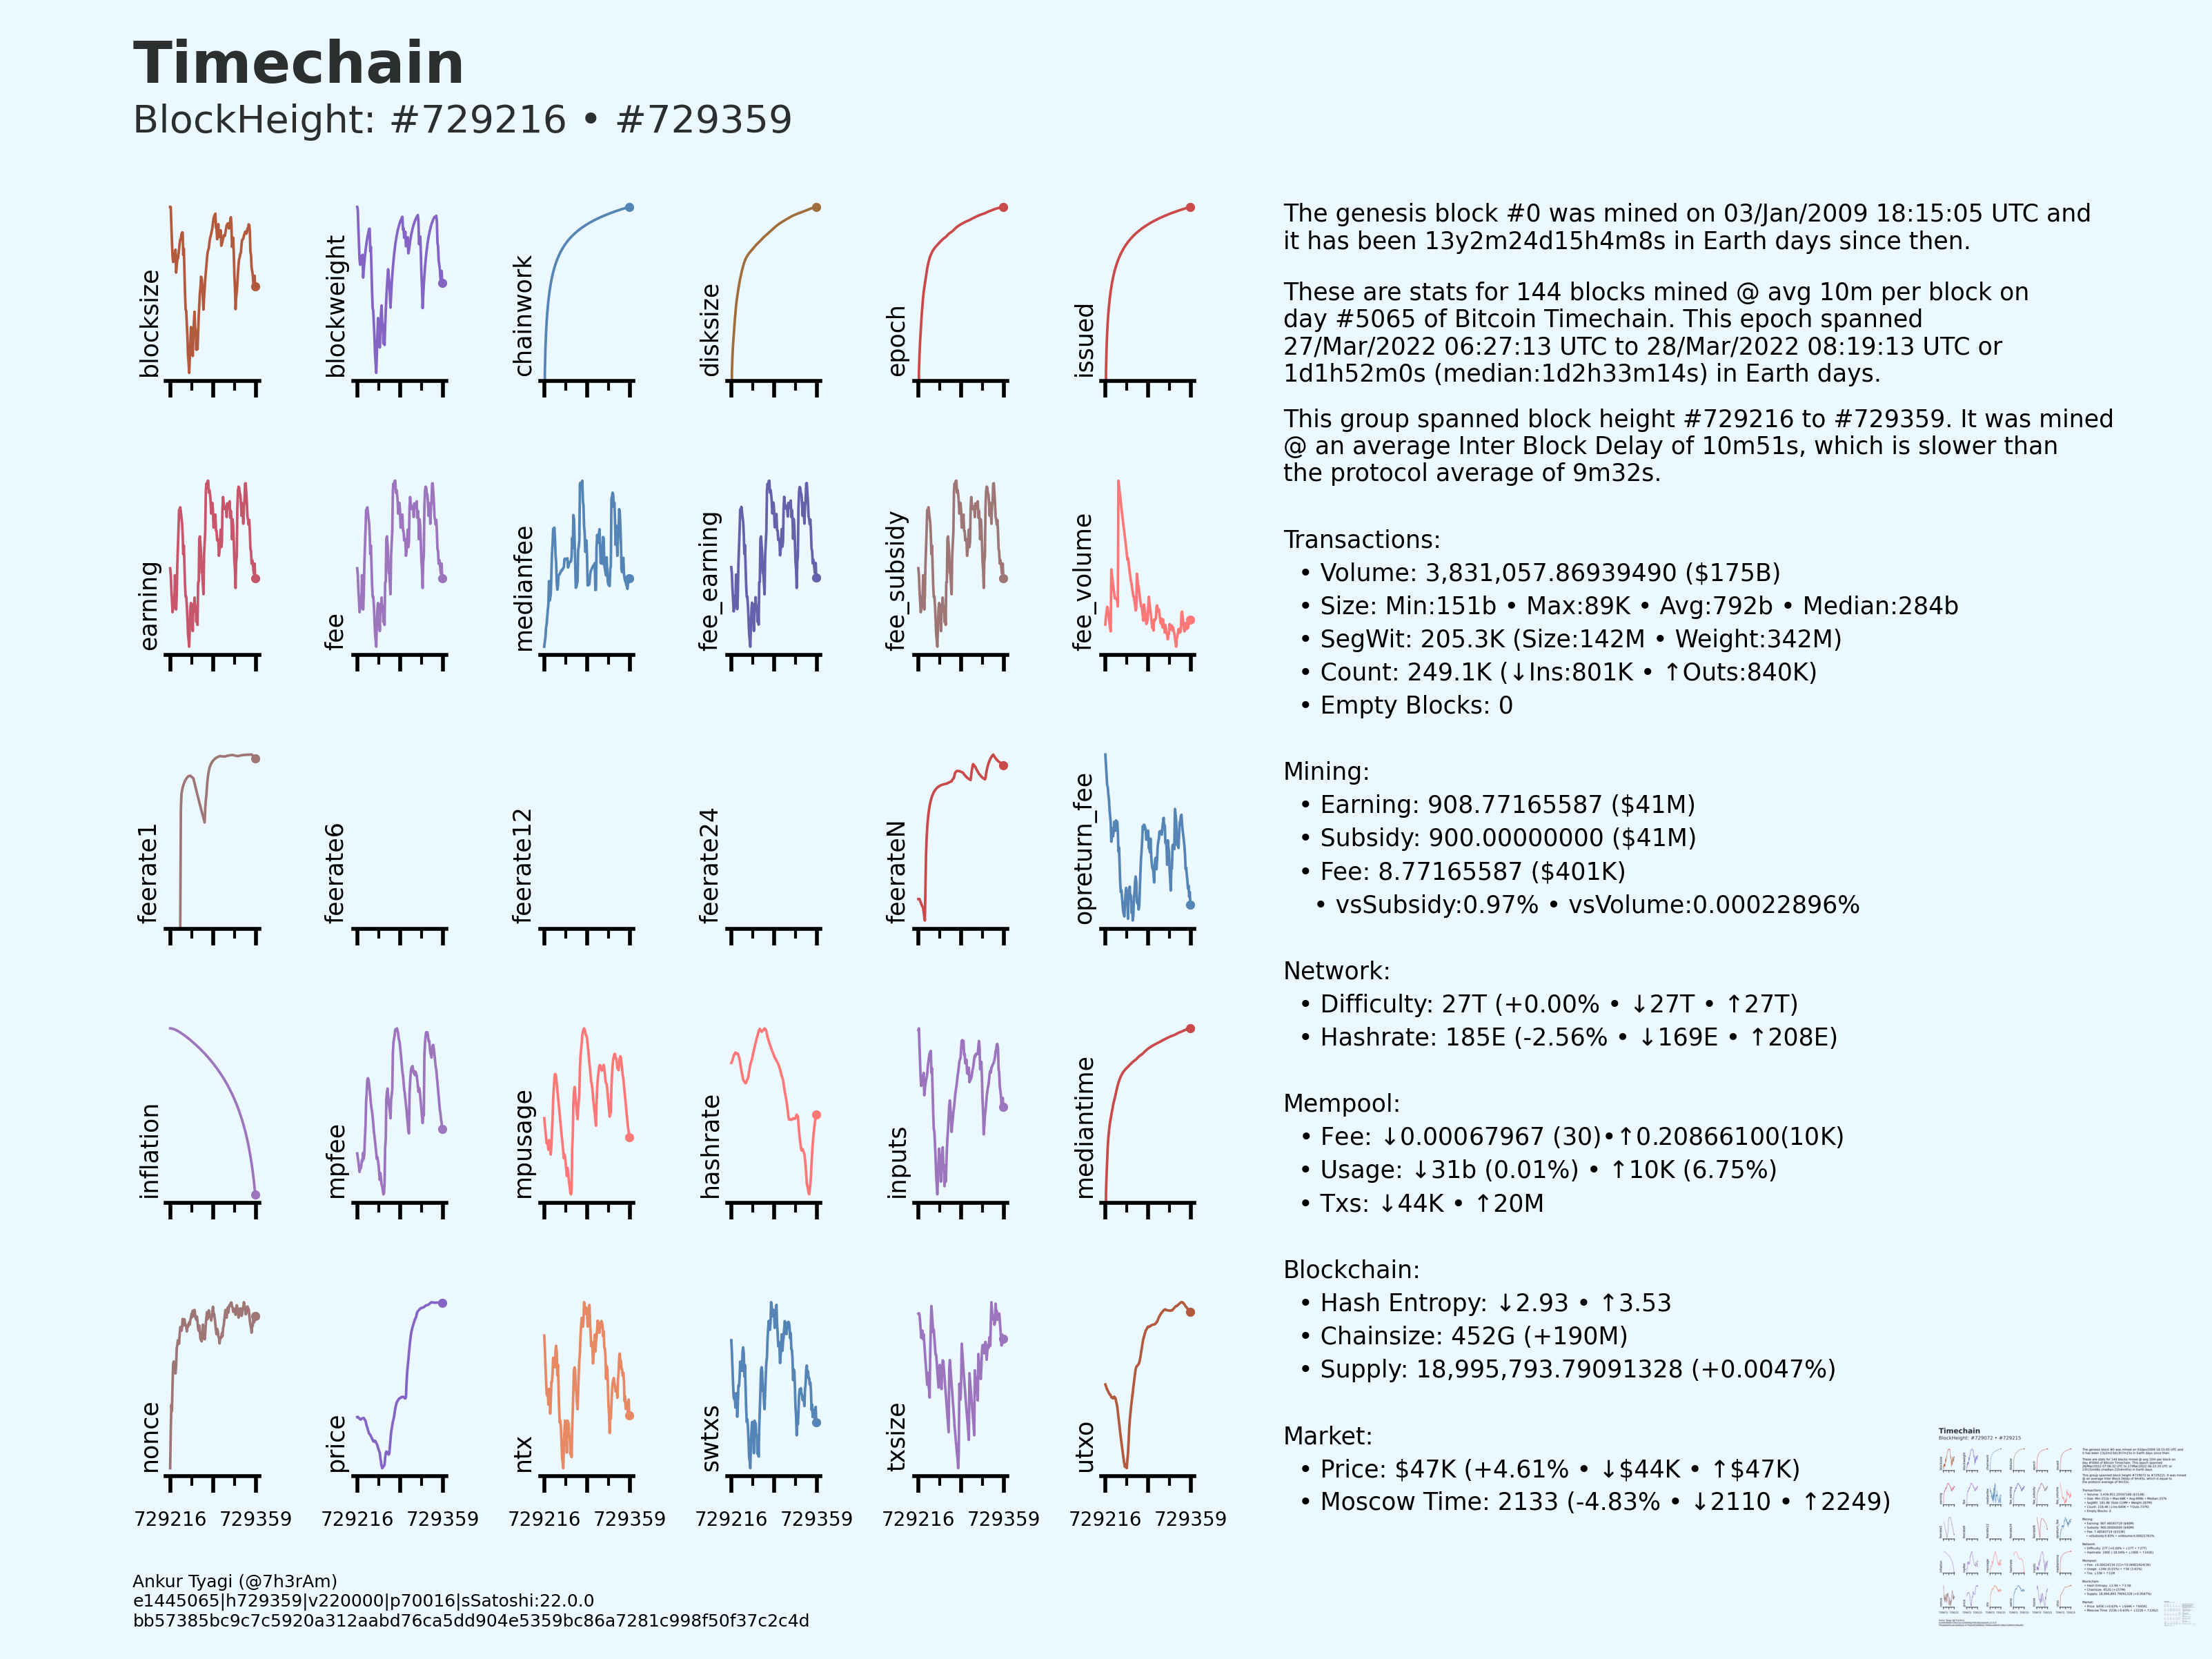 Timechain
BlockHeight: #729216 • #729359
blocksize
blockweight
chainwork
disksize
epoch
issued
earning
fee
medianfee
fee_earning
fee_subsidy
fee_volume
feerate1
feerate6
feerate12
feerate24
feerateN
opreturn_fee
inflation
mpfee
mpusage
hashrate
inputs
mediantime
nonce
price
ntx
swtxs
txsize
utxo
729216 729359 729216 729359 729216 729359 729216 729359 729216 729359 729216 729359
The genesis block #0 was mined on 03/Jan/2009 18:15:05 UTC and
it has been 13y2m24d15h4m8s in Earth days since then.
These are stats for 144 blocks mined @ avg 10m per block on
day #5065 of Bitcoin Timechain. This epoch spanned
27/Mar/2022 06:27:13 UTC to 28/Mar/2022 08:19:13 UTC or
1d1h52m0s (median:1d2h33m14s) in Earth days.
This group spanned block height #729216 to #729359. It was mined
@ an average Inter Block Delay of 10m51s, which is slower than
the protocol average of 9m32s.
Transactions:
• Volume: 3,831,057.86939490 ($175B)
• Size: Min:151b • Max:89K • Avg:792b • Median:284b
• SegWit: 205.3K (Size:142M • Weight:342M)
• Count: 249.1K (↓Ins:801K • ↑Outs:840K)
• Empty Blocks: 0
Mining:
• Earning: 908.77165587 ($41M)
• Subsidy: 900.00000000 ($41M)
• Fee: 8.77165587 ($401K)
• vsSubsidy:0.97% • vsVolume:0.00022896%
Network:
• Difficulty: 27T (+0.00% • ↓27T • ↑27T)
• Hashrate: 185E (-2.56% • ↓169E • ↑208E)
Mempool:
• Fee: ↓0.00067967 (30)•↑0.20866100(10K)
• Usage: ↓31b (0.01%) • ↑10K (6.75%)
• Txs: ↓44K • ↑20M
Blockchain:
• Hash Entropy: ↓2.93 • ↑3.53
• Chainsize: 452G (+190M)
• Supply: 18,995,793.79091328 (+0.0047%)
Market:
• Price: $47K (+4.61% • ↓$44K • ↑$47K)
• Moscow Time: 2133 (-4.83% • ↓2110 • ↑2249)
Ankur Tyagi (@7h3rAm)
e1445065|h729359|v220000|p70016|sSatoshi:22.0.0
bb57385bc9c7c5920a312aabd76ca5dd904e5359bc86a7281c998f50f37c2c4d
Timechain
BlockHeight: #729072 • #729215